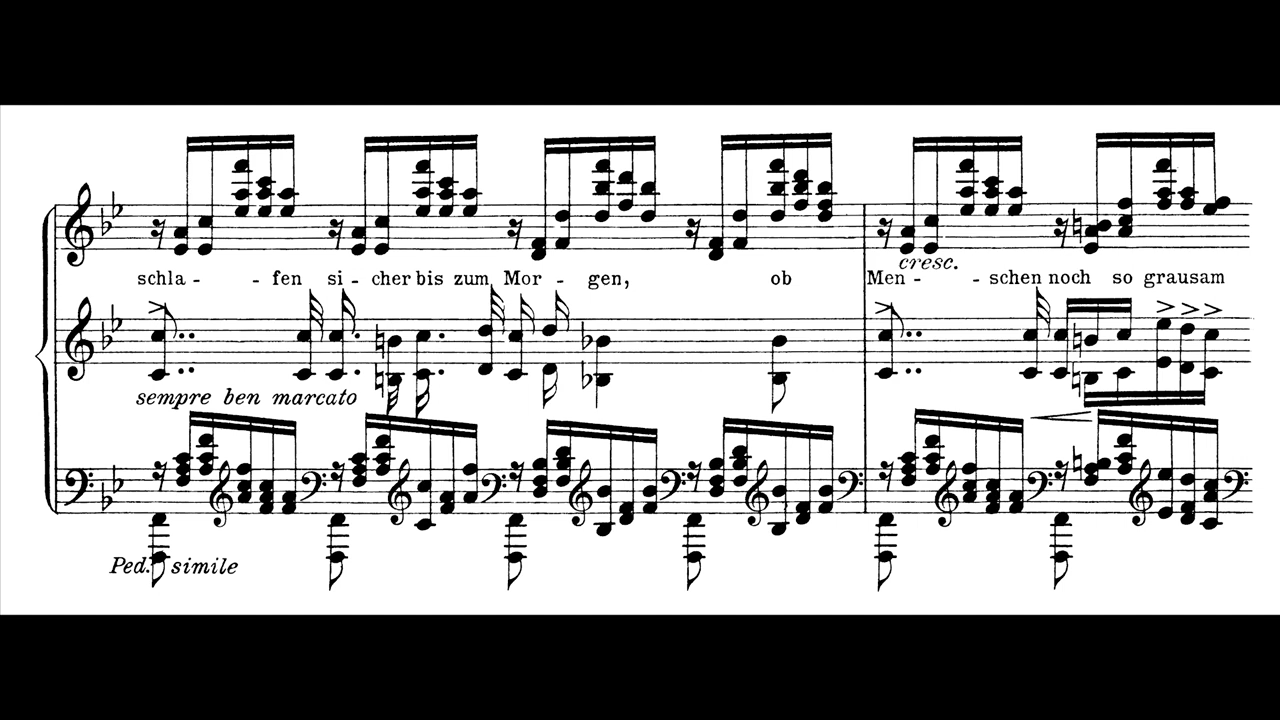 cresc.
schla - - fen si - cher bis zum Mor - gen, ob Men - - schen noch so grausam
sempre ben marcato
Ped. simile